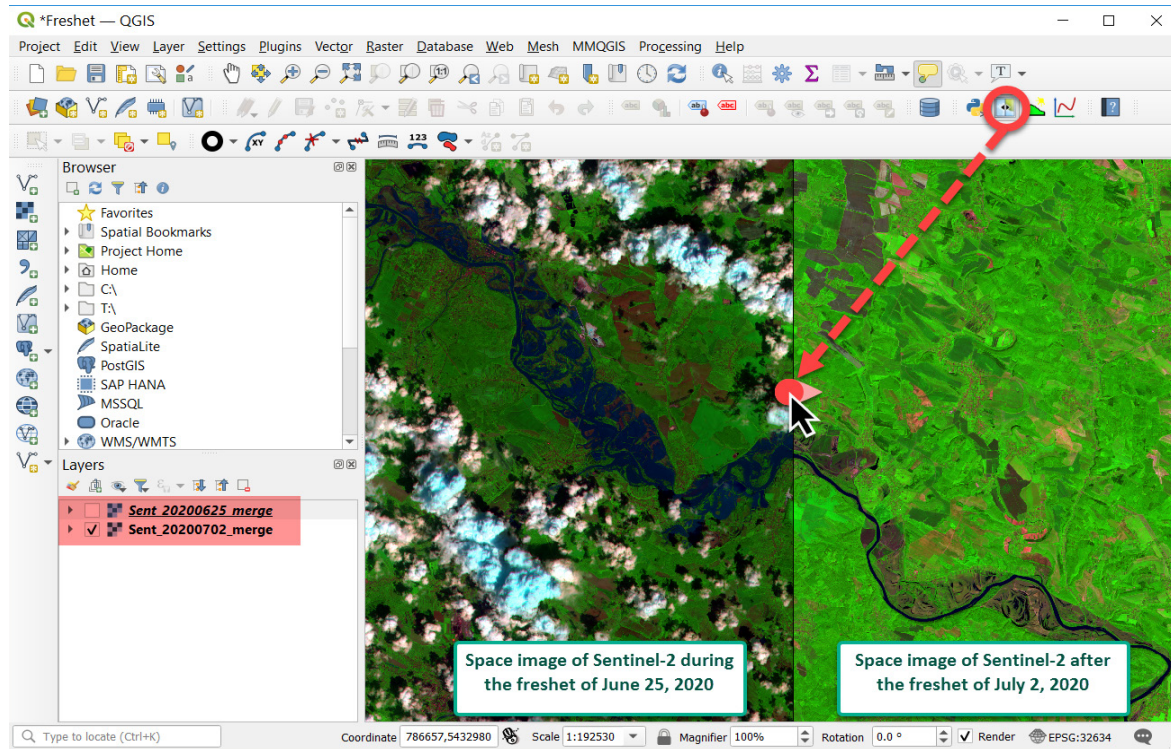 *Freshet — QGIS
Project Edit View Layer Settings Plugins Vector Raster Database Web Mesh MMQGIS Processing Help
Browser
Favorites
Spatial Bookmarks
Project Home
Home
C:\
T:\
GeoPackage
SpatiaLite
PostGIS
SAP HANA
MSSQL
Oracle
WMS/WMTS
Layers
Sent_20200625_merge
Sent_20200702_merge
Space image of Sentinel-2 during
the freshet of June 25, 2020
Space image of Sentinel-2 after
the freshet of July 2, 2020
Type to locate (Ctrl+K) Coordinate 786657,5432980 Scale 1:192530 Magnifier 100% Rotation 0.0 ° Render EPSG:32634